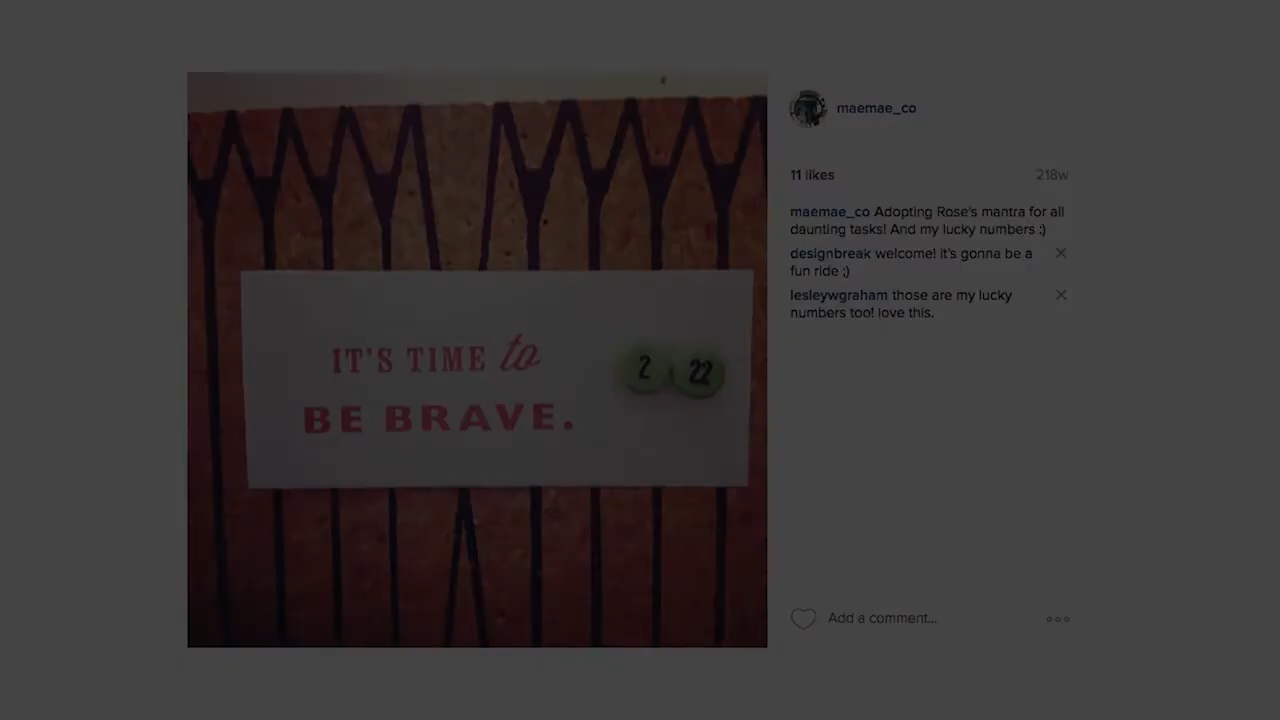 maemae_co
11 likes 218w
maemae_co Adopting Rose's mantra for all
daunting tasks! And my lucky numbers :)
designbreak welcome! it's gonna be a
fun ride ;)
lesleywgraham those are my lucky
numbers too! love this.
IT'S TIME to
BE BRAVE.
2 22
Add a comment...